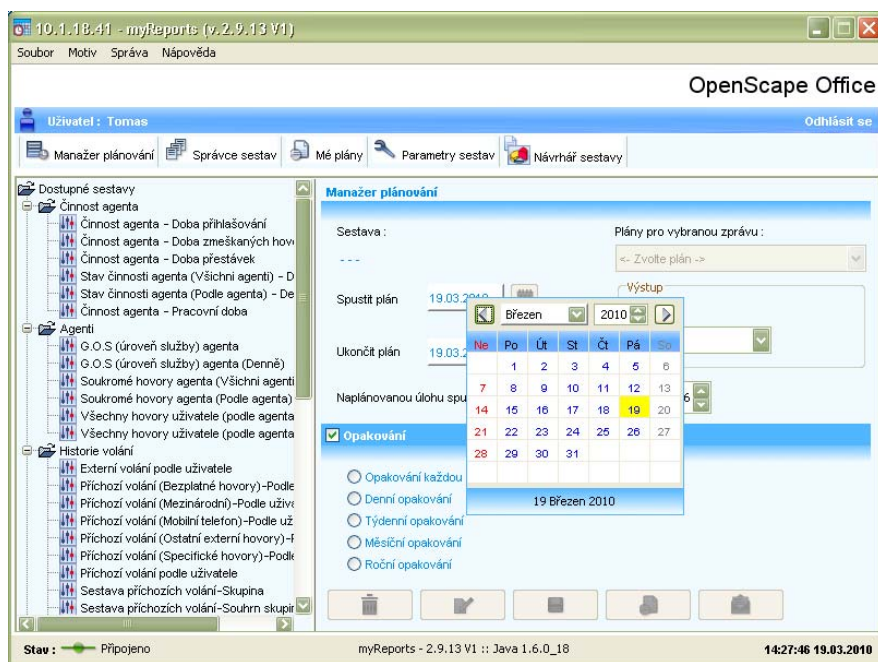 10.1.18.41 - myReports (v.2.9.13 V1)
Soubor Motiv Správa Nápověda
OpenScape Office
Uživatel : Tomas
Odhlásit se
Manažer plánování
Správce sestav
Mé plány
Parametry sestav
Návrhář sestavy
Dostupné sestavy
Činnost agenta
Činnost agenta - Doba přihlašování
Činnost agenta - Doba zmeškaných hov
Činnost agenta - Doba přestávek
Stav činnosti agenta (Všichni agenti) - D
Stav činnosti agenta (Podle agenta) - De
Činnost agenta - Pracovní doba
Agenti
G.O.S (úroveň služby) agenta
G.O.S (úroveň služby) agenta (Denně)
Soukromé hovory agenta (Všichni agenti
Soukromé hovory agenta (Podle agenta)
Všechny hovory uživatele (podle agenta
Všechny hovory uživatele (podle agenta
Historie volání
Externí volání podle uživatele
Příchozí volání (Bezplatné hovory)-Podle
Příchozí volání (Mezinárodní)-Podle uživa
Příchozí volání (Mobilní telefon)-Podle už
Příchozí volání (Ostatní externí hovory)-F
Příchozí volání (Specifické hovory)-Podle
Příchozí volání podle uživatele
Sestava příchozích volání-Skupina
Sestava příchozích volání-Souhrn skupin
Manažer plánování
Sestava :
Plány pro vybranou zprávu :
---
<- Zvolte plán ->
Výstup
Spustit plán 19.03.2010
Ukončit plán 19.03.2
Naplánovanou úlohu spu
6
Březen 2010
Ne Po Út St Čt Pá So
1 2 3 4 5 6
7 8 9 10 11 12 13
14 15 16 17 18 19 20
21 22 23 24 25 26 27
28 29 30 31
19 Březen 2010
Opakování
Opakování každou
Denní opakování
Týdenní opakování
Měsíční opakování
Roční opakování
Stav : Připojeno
myReports - 2.9.13 V1 :: Java 1.6.0_18
14:27:46 19.03.2010